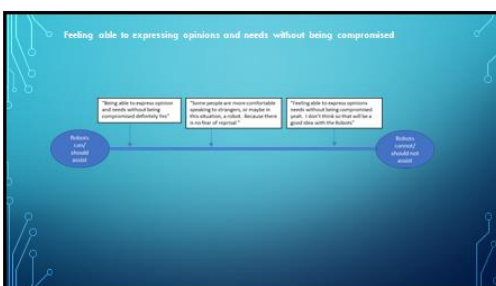 Feeling able to expressing opinions and needs without being compromised
"Being able to express opinion
and needs without being
compromised definitely Yes"
"Some people are more comfortable
speaking to strangers, or maybe in
this situation, a robot. Because there
is no fear of reprisal"
"Feeling able to express opinions
needs without being compromised
yeah. I don't think so that will be a
good idea with the Robots"
Robots
can/
should
assist
Robots
cannot/
should not
assist